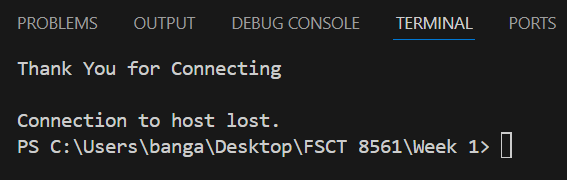 PROBLEMS OUTPUT DEBUG CONSOLE TERMINAL PORTS
Thank You for Connecting
Connection to host lost.
PS C:\Users\banga\Desktop\FSCT 8561\Week 1>